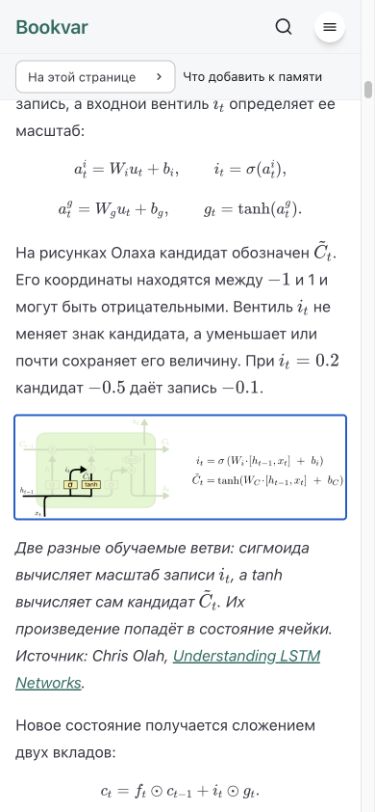 Bookvar
На этой странице
Что добавить к памяти
запись, а входной вентиль i_t определяет её
масштаб:
a_t^i = W_i u_t + b_i, i_t = σ(a_t^i),
a_t^g = W_g u_t + b_g, g_t = tanh(a_t^g).
На рисунках Олаха кандидат обозначен C̃_t.
Его координаты находятся между −1 и 1 и
могут быть отрицательными. Вентиль i_t не
меняет знак кандидата, а уменьшает или
почти сохраняет его величину. При i_t = 0.2
кандидат −0.5 даёт запись −0.1.
i_t = σ (W_i·[h_{t−1}, x_t] + b_i)
C̃_t = tanh(W_C·[h_{t−1}, x_t] + b_C)
σ
tanh
h_{t−1}
x_t
Две разные обучаемые ветви: сигмоида
вычисляет масштаб записи i_t, а tanh
вычисляет сам кандидат C̃_t. Их
произведение попадёт в состояние ячейки.
Источник: Chris Olah, Understanding LSTM
Networks.
Новое состояние получается сложением
двух вкладов:
c_t = f_t ⊙ c_{t−1} + i_t ⊙ g_t.